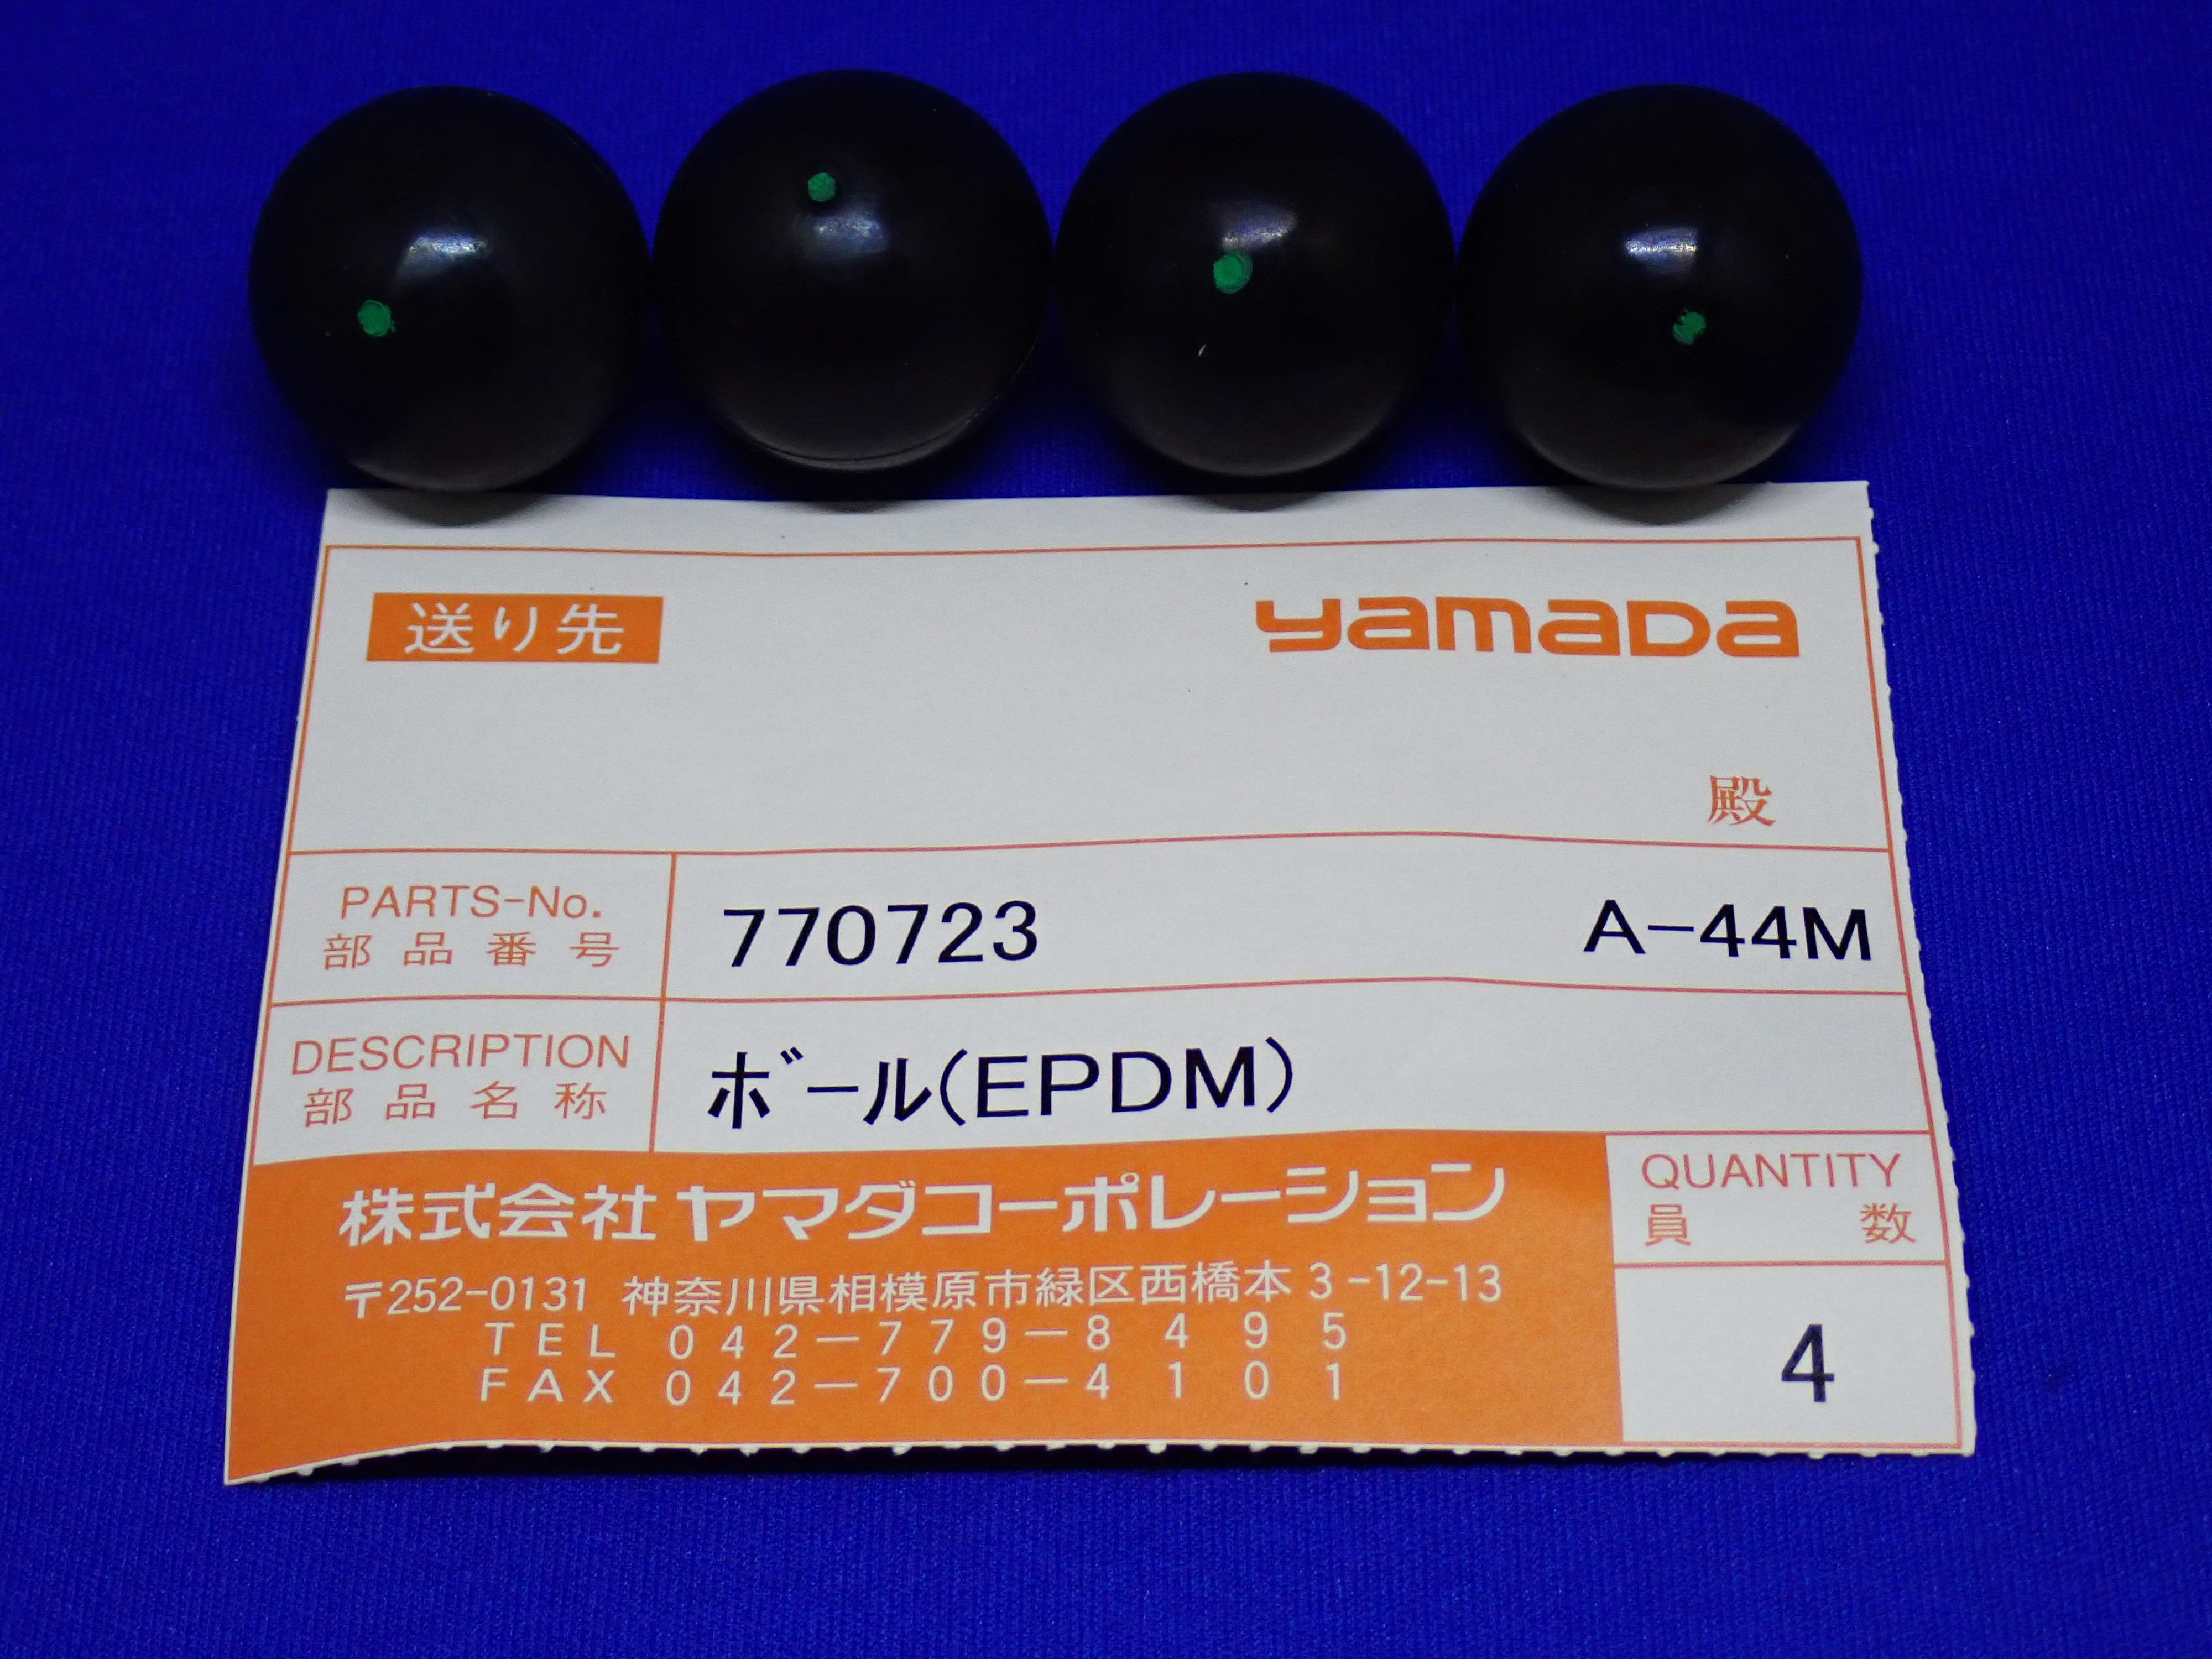 送り先
yamada
殿
PARTS-No.
部品番号
770723
A-44M
DESCRIPTION
部品名称
ボール(EPDM)
株式会社ヤマダコーポレーション
〒252-0131 神奈川県相模原市緑区西橋本3-12-13
TEL 042-779-8495
FAX 042-700-4101
QUANTITY
員数
4